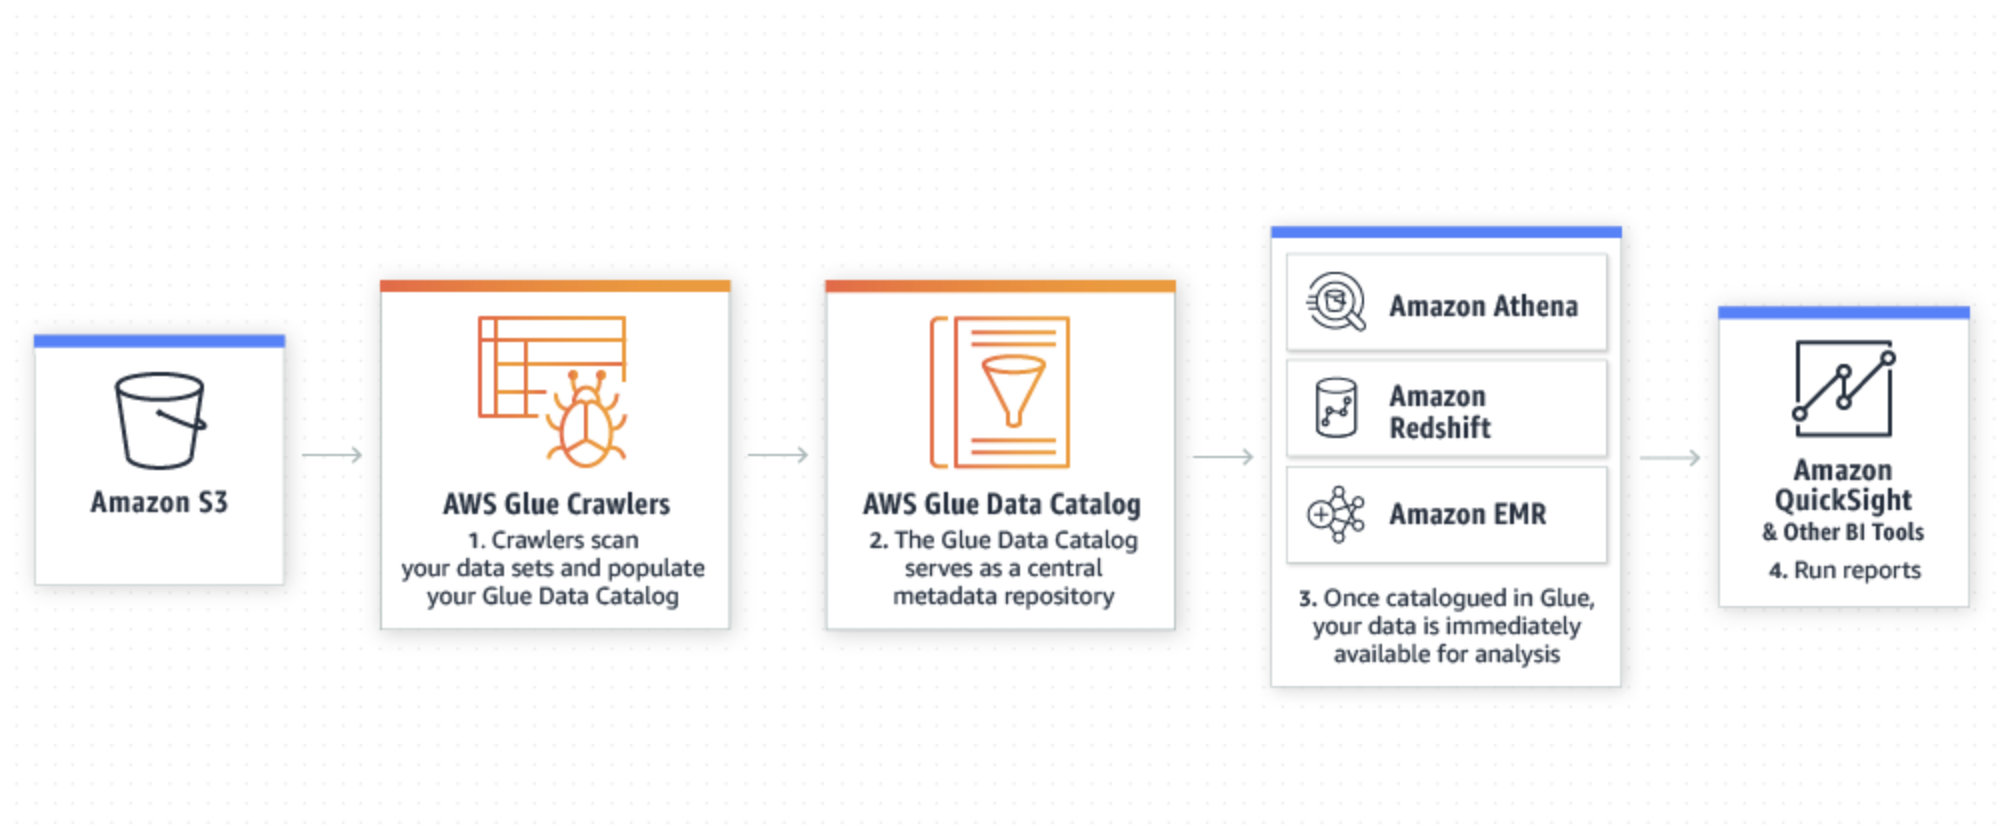 Amazon S3
AWS Glue Crawlers
1. Crawlers scan
your data sets and populate
your Glue Data Catalog
AWS Glue Data Catalog
2. The Glue Data Catalog
serves as a central
metadata repository
Amazon Athena
Amazon
Redshift
Amazon EMR
3. Once catalogued in Glue,
your data is immediately
available for analysis
Amazon
QuickSight
& Other BI Tools
4. Run reports